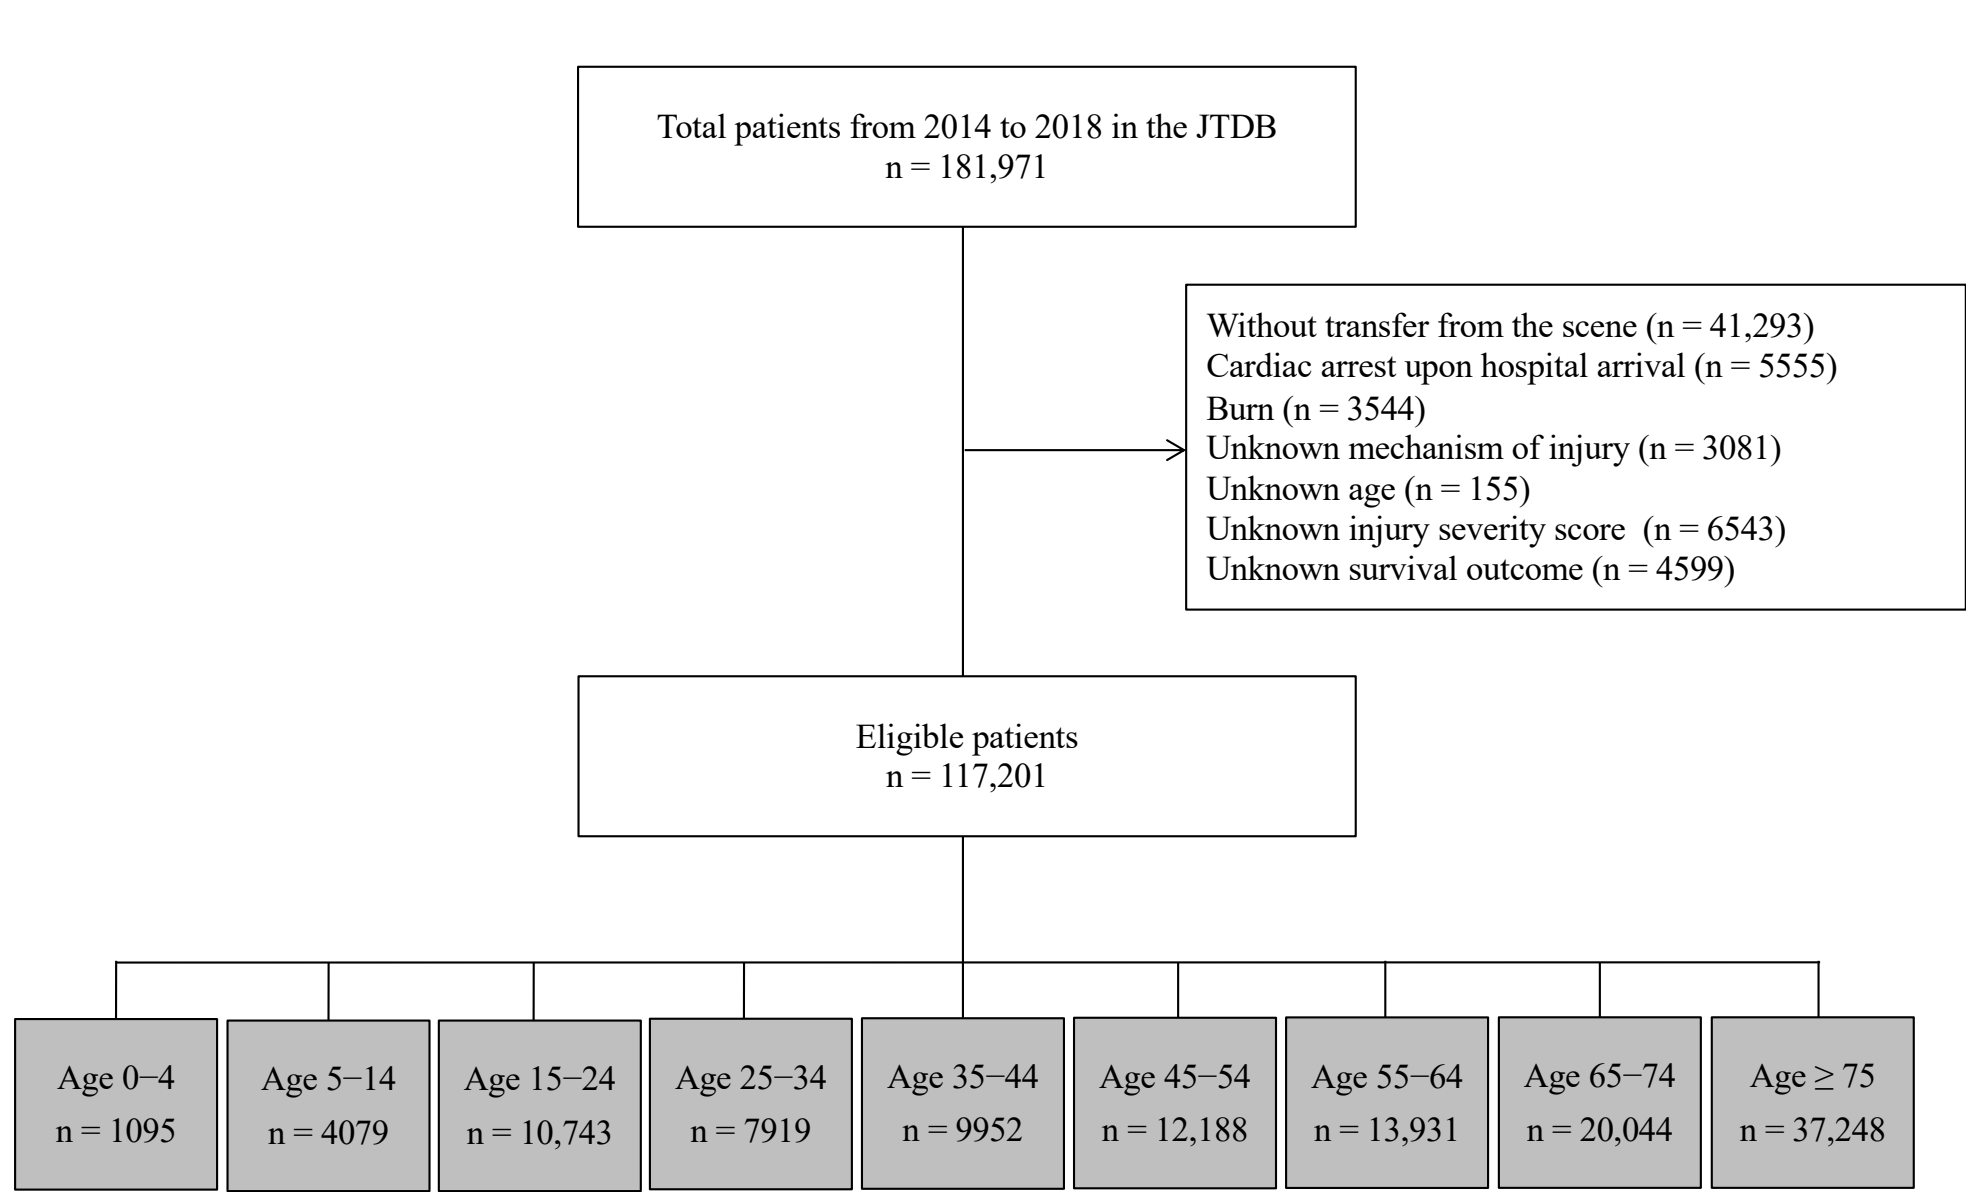 Total patients from 2014 to 2018 in the JTDB
n = 181,971
Without transfer from the scene (n = 41,293)
Cardiac arrest upon hospital arrival (n = 5555)
Burn (n = 3544)
Unknown mechanism of injury (n = 3081)
Unknown age (n = 155)
Unknown injury severity score  (n = 6543)
Unknown survival outcome (n = 4599)
Eligible patients
n = 117,201
Age 0−4
n = 1095
Age 5−14
n = 4079
Age 15−24
n = 10,743
Age 25−34
n = 7919
Age 35−44
n = 9952
Age 45−54
n = 12,188
Age 55−64
n = 13,931
Age 65−74
n = 20,044
Age ≥ 75
n = 37,248